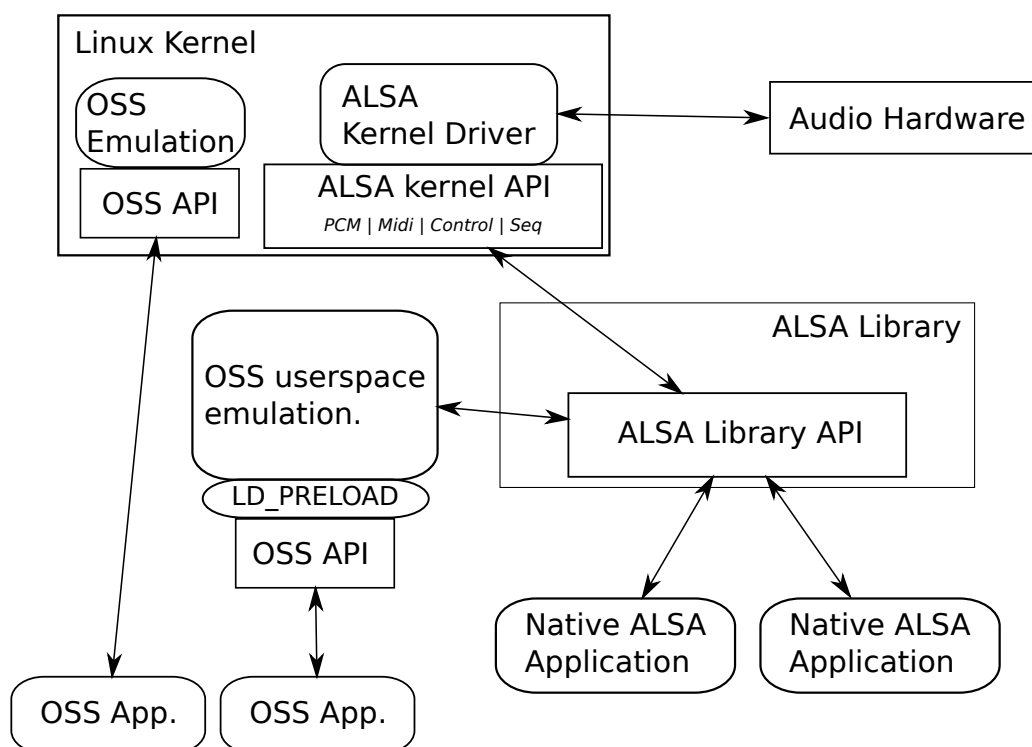 Linux Kernel
OSS
Emulation
OSS API
ALSA
Kernel Driver
ALSA kernel API
PCM | Midi | Control | Seq
Audio Hardware
ALSA Library
ALSA Library API
OSS userspace
emulation.
LD_PRELOAD
OSS API
Native ALSA
Application
Native ALSA
Application
OSS App.
OSS App.